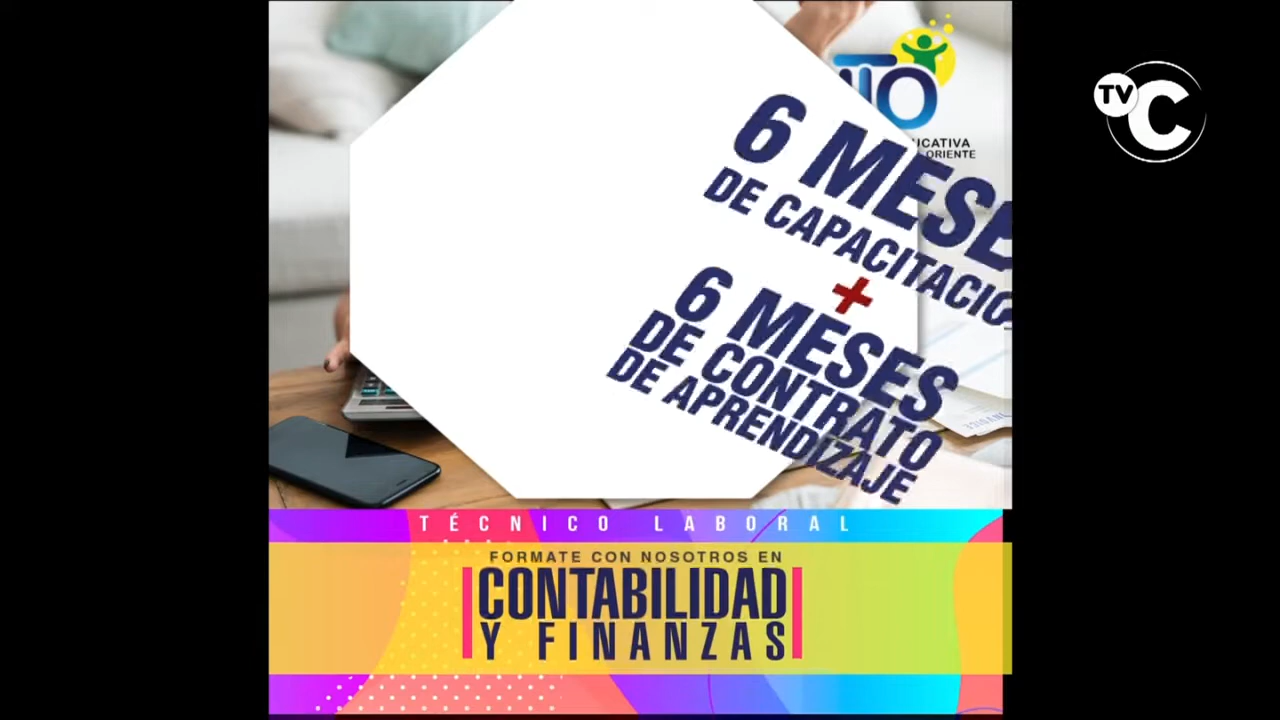 TV C
UCATIVA
ORIENTE
6 MESE
DE CAPACITACIO
+
6 MESES
DE CONTRATO
DE APRENDIZAJE
TÉCNICO LABORAL
FORMATE CON NOSOTROS EN
CONTABILIDAD
Y FINANZAS